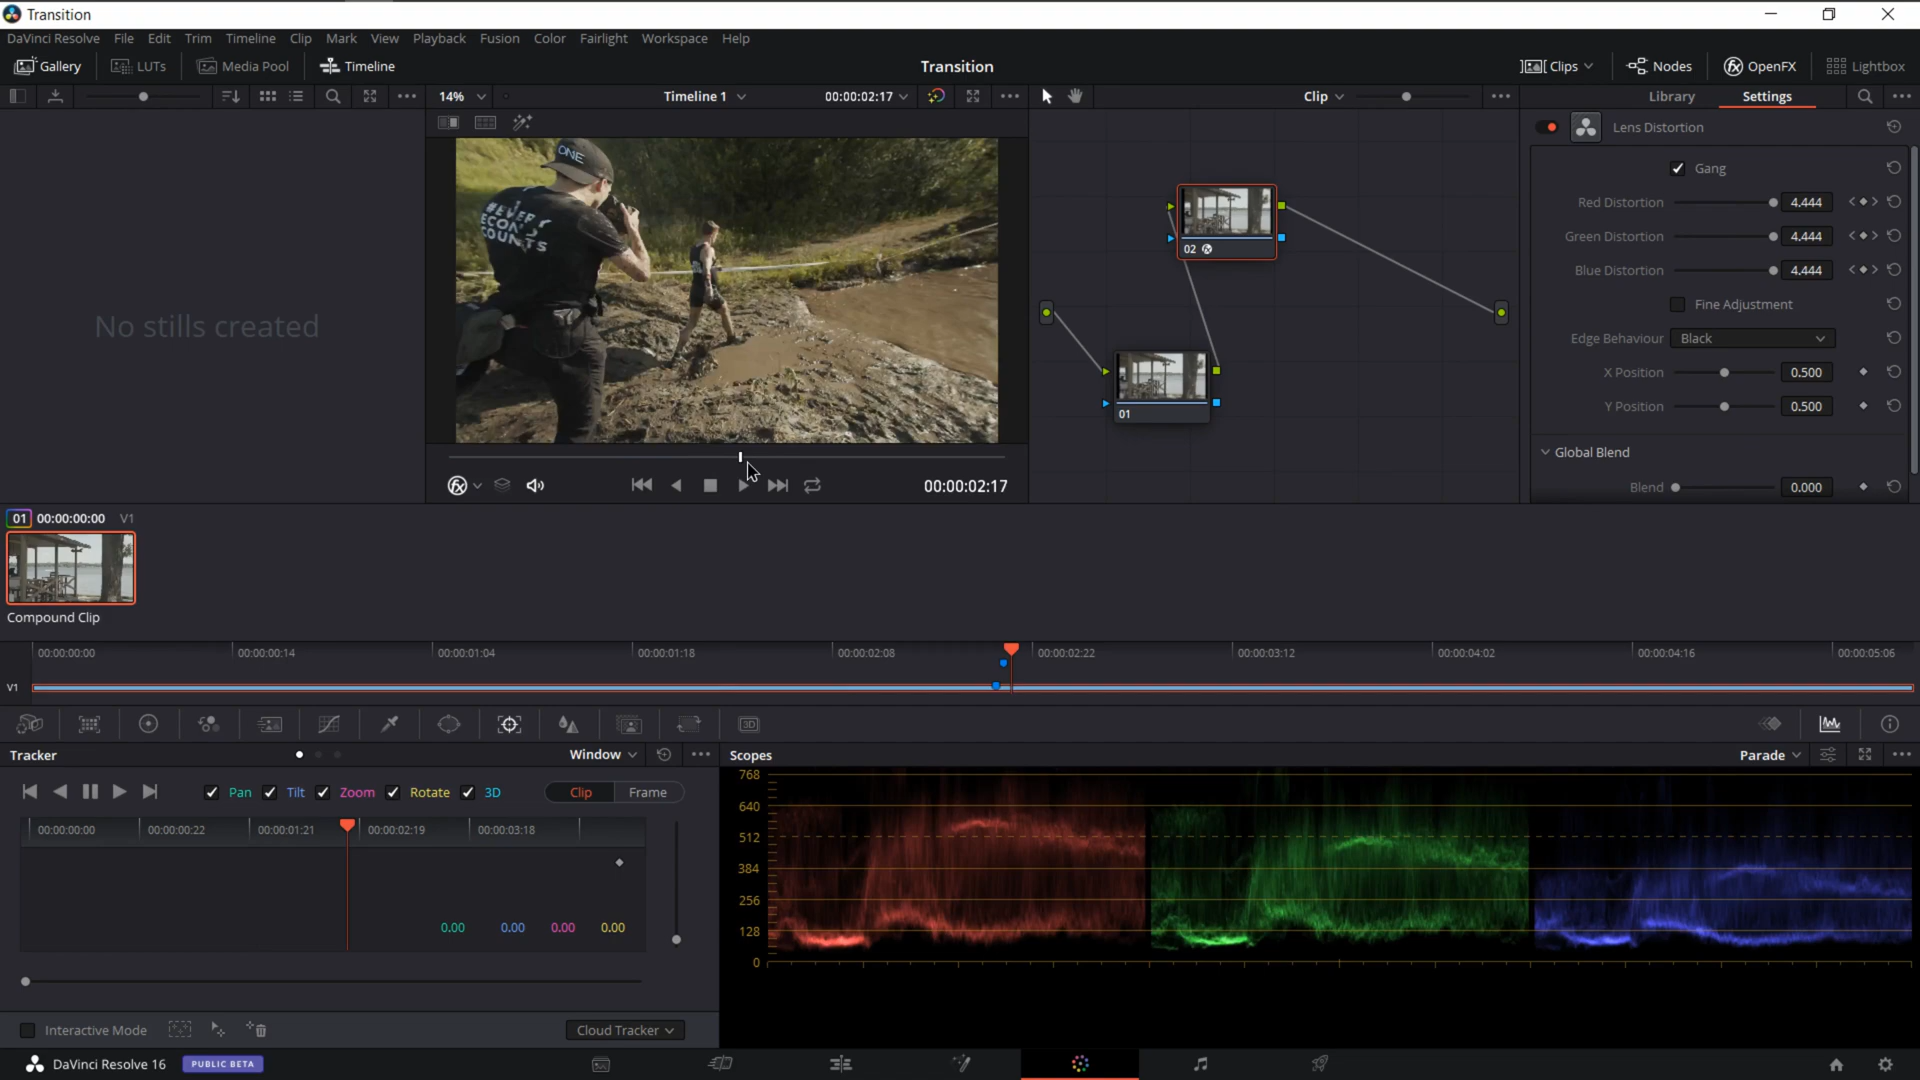 Transition
DaVinci Resolve File Edit Trim Timeline Clip Mark View Playback Fusion Color Fairlight Workspace Help
Gallery LUTs Media Pool Timeline Transition Clips Nodes OpenFX Lightbox
14% Timeline 1 00:00:02:17 Clip Library Settings
Lens Distortion
Gang
Red Distortion 4.444
Green Distortion 4.444
Blue Distortion 4.444
Fine Adjustment
Edge Behaviour Black
X Position 0.500
Y Position 0.500
Global Blend
Blend 0.000
ONE
#EVERY
ECOND
COUNTS
02
01
No stills created
00:00:02:17
01 00:00:00:00 V1
Compound Clip
00:00:00:00 00:00:00:14 00:00:01:04 00:00:01:18 00:00:02:08 00:00:02:22 00:00:03:12 00:00:04:02 00:00:04:16 00:00:05:06
V1
3D
Tracker Window Scopes Parade
Pan Tilt Zoom Rotate 3D Clip Frame
00:00:00:00 00:00:00:22 00:00:01:21 00:00:02:19 00:00:03:18
0.00 0.00 0.00 0.00
768
640
512
384
256
128
0
Interactive Mode Cloud Tracker
DaVinci Resolve 16 PUBLIC BETA